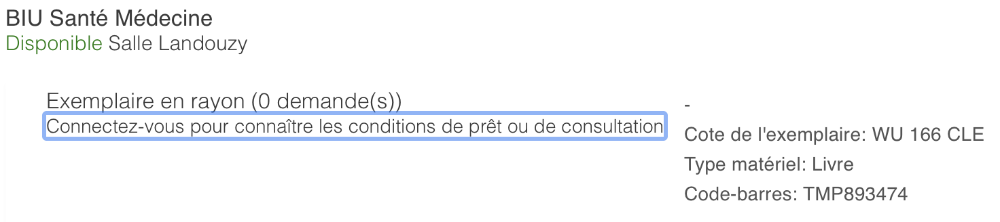 BIU Santé Médecine
Disponible Salle Landouzy
Exemplaire en rayon (0 demande(s))
Connectez-vous pour connaître les conditions de prêt ou de consultation
-
Cote de l'exemplaire: WU 166 CLE
Type matériel: Livre
Code-barres: TMP893474